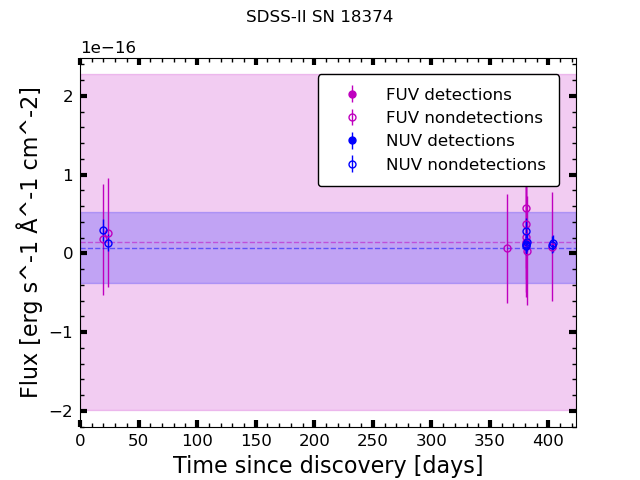 SDSS-II SN 18374
1e−16
FUV detections
FUV nondetections
NUV detections
NUV nondetections
2
1
0
−1
−2
Flux [erg s^-1 Å^-1 cm^-2]
0 50 100 150 200 250 300 350 400
Time since discovery [days]